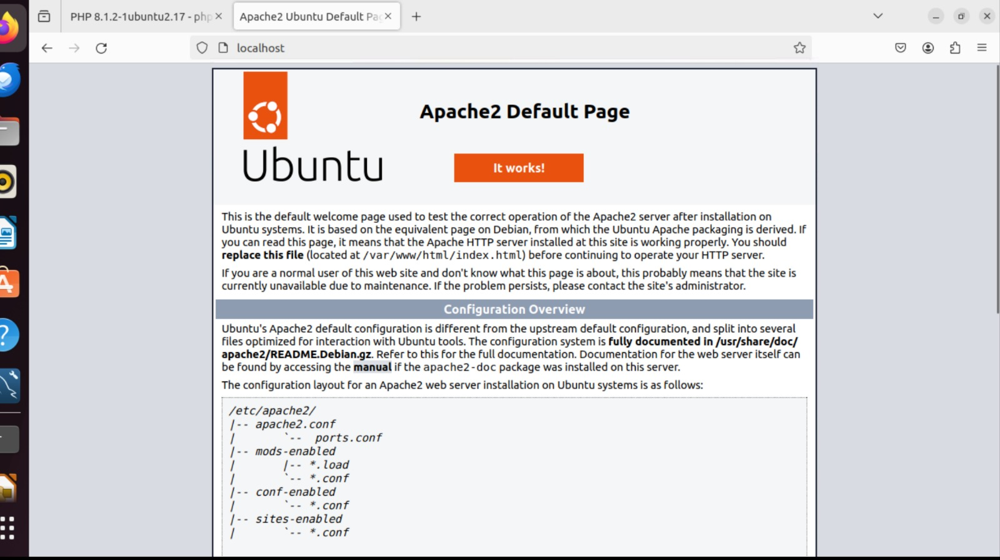 PHP 8.1.2-1ubuntu2.17 - php
Apache2 Ubuntu Default Pag
localhost
Apache2 Default Page
Ubuntu
It works!
This is the default welcome page used to test the correct operation of the Apache2 server after installation on
Ubuntu systems. It is based on the equivalent page on Debian, from which the Ubuntu Apache packaging is derived. If
you can read this page, it means that the Apache HTTP server installed at this site is working properly. You should
replace this file (located at /var/www/html/index.html) before continuing to operate your HTTP server.
If you are a normal user of this web site and don't know what this page is about, this probably means that the site is
currently unavailable due to maintenance. If the problem persists, please contact the site's administrator.
Configuration Overview
Ubuntu's Apache2 default configuration is different from the upstream default configuration, and split into several
files optimized for interaction with Ubuntu tools. The configuration system is fully documented in /usr/share/doc/
apache2/README.Debian.gz. Refer to this for the full documentation. Documentation for the web server itself can
be found by accessing the manual if the apache2-doc package was installed on this server.
The configuration layout for an Apache2 web server installation on Ubuntu systems is as follows:
/etc/apache2/
|-- apache2.conf
|       `--  ports.conf
|-- mods-enabled
|       |-- *.load
|       `-- *.conf
|-- conf-enabled
|       `-- *.conf
|-- sites-enabled
|       `-- *.conf